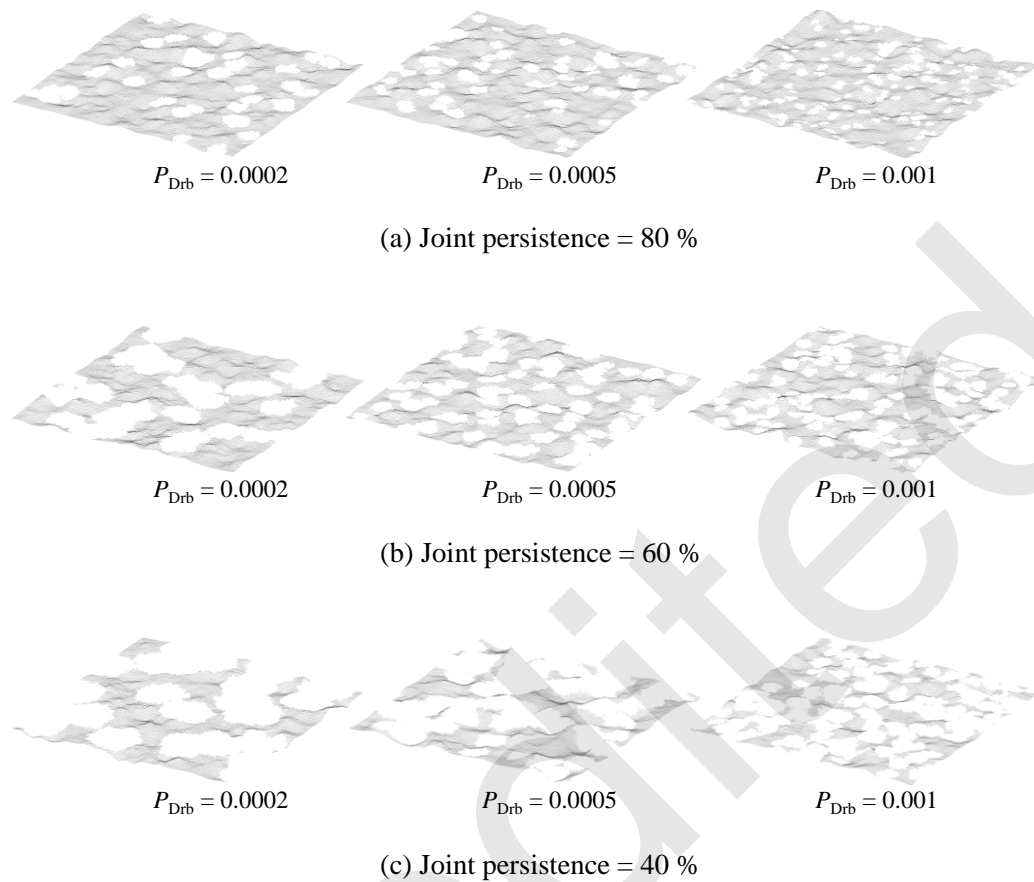 P_Drb = 0.0002 P_Drb = 0.0005 P_Drb = 0.001
(a) Joint persistence = 80 %
P_Drb = 0.0002 P_Drb = 0.0005 P_Drb = 0.001
(b) Joint persistence = 60 %
P_Drb = 0.0002 P_Drb = 0.0005 P_Drb = 0.001
(c) Joint persistence = 40 %
dited